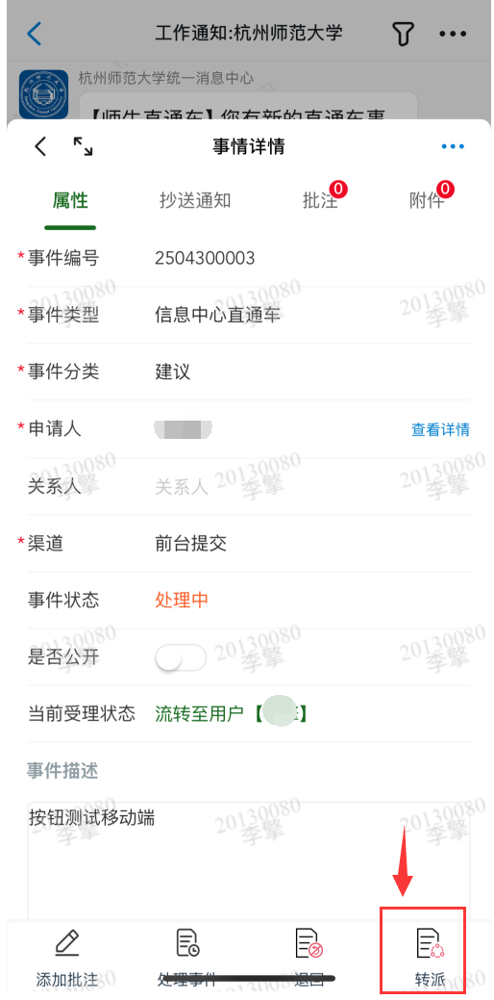 工作通知:杭州师范大学
杭州师范大学统一消息中心
【师生直通车】您有新的直通车事
事情详情
属性 抄送通知 批注 0 附件 0
*事件编号 2504300003
*事件类型 信息中心直通车
*事件分类 建议
*申请人 查看详情
关系人 关系人
*渠道 前台提交
事件状态 处理中
是否公开
当前受理状态 流转至用户【 】
事件描述
按钮测试移动端
添加批注 处理事件 退回 转派
20130080
李擎